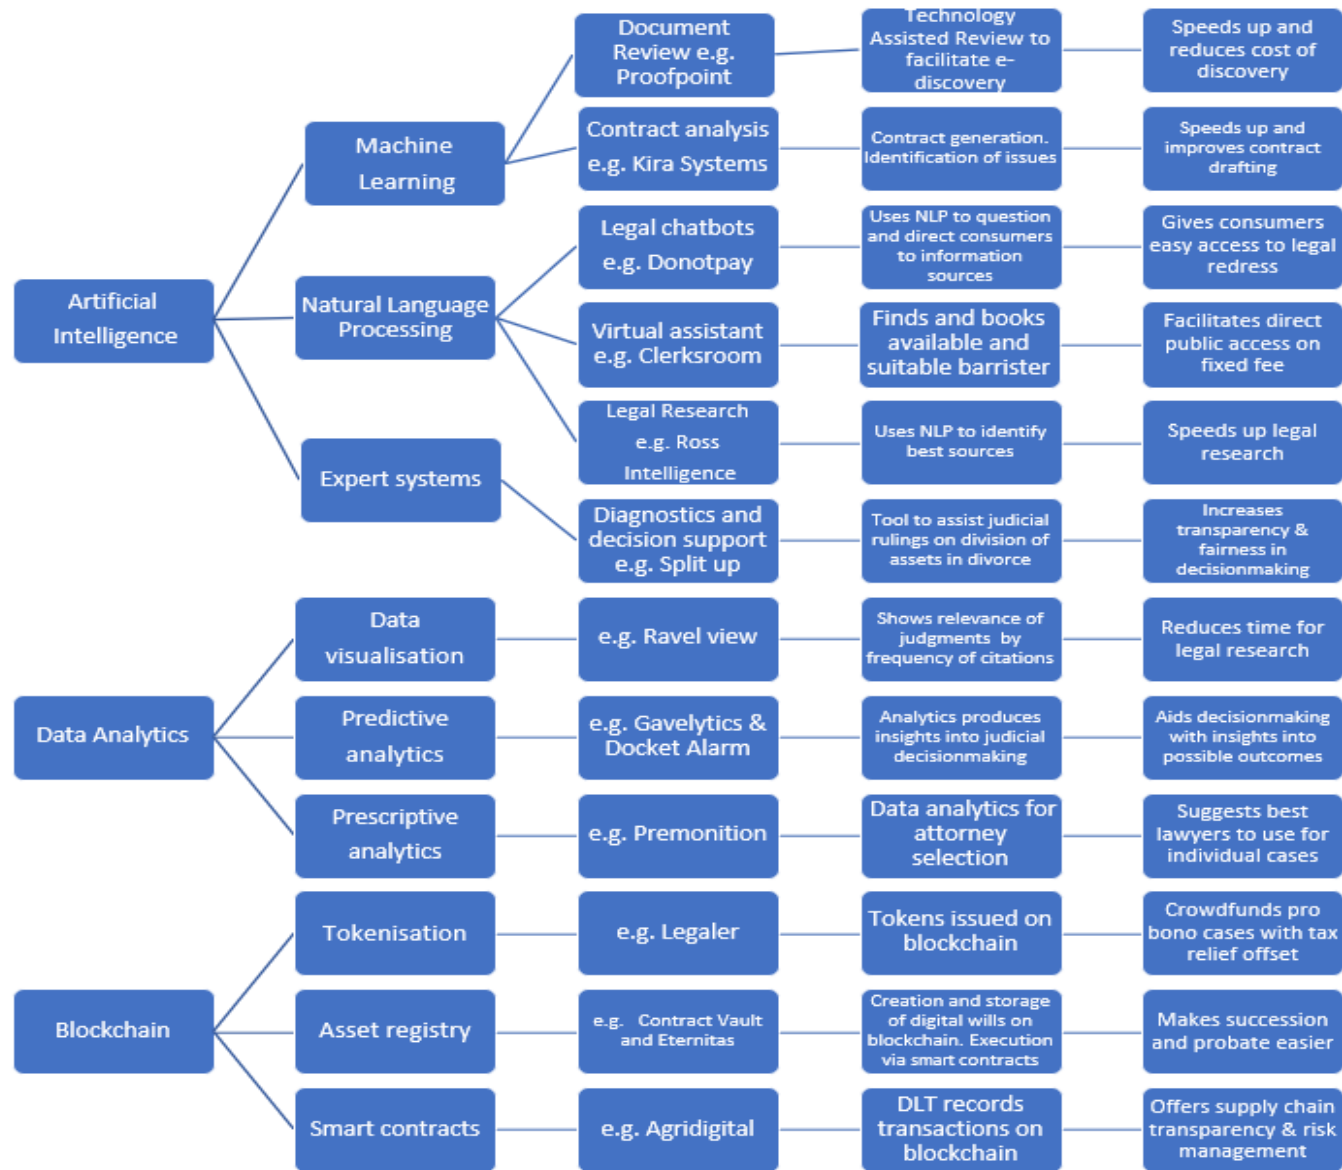 Document
Review e.g.
Proofpoint
Technology
Assisted Review to
facilitate e-
discovery
Speeds up and
reduces cost of
discovery
Machine
Learning
Contract analysis
e.g. Kira Systems
Contract generation.
Identification of issues
Speeds up and
improves contract
drafting
Legal chatbots
e.g. Donotpay
Uses NLP to question
and direct consumers
to information
sources
Gives consumers
easy access to legal
redress
Artificial
Intelligence
Natural Language
Processing
Virtual assistant
e.g. Clerksroom
Finds and books
available and
suitable barrister
Facilitates direct
public access on
fixed fee
Legal Research
e.g. Ross
Intelligence
Uses NLP to identify
best sources
Speeds up legal
research
Expert systems
Diagnostics and
decision support
e.g. Split up
Tool to assist judicial
rulings on division of
assets in divorce
Increases
transparency &
fairness in
decisionmaking
Data
visualisation
e.g. Ravel view
Shows relevance of
judgments by
frequency of citations
Reduces time for
legal research
Data Analytics
Predictive
analytics
e.g. Gavelytics &
Docket Alarm
Analytics produces
insights into judicial
decisionmaking
Aids decisionmaking
with insights into
possible outcomes
Prescriptive
analytics
e.g. Premonition
Data analytics for
attorney
selection
Suggests best
lawyers to use for
individual cases
Tokenisation
e.g. Legaler
Tokens issued on
blockchain
Crowdfunds pro
bono cases with tax
relief offset
Blockchain
Asset registry
e.g. Contract Vault
and Eternitas
Creation and storage
of digital wills on
blockchain. Execution
via smart contracts
Makes succession
and probate easier
Smart contracts
e.g. Agridigital
DLT records
transactions on
blockchain
Offers supply chain
transparency & risk
management